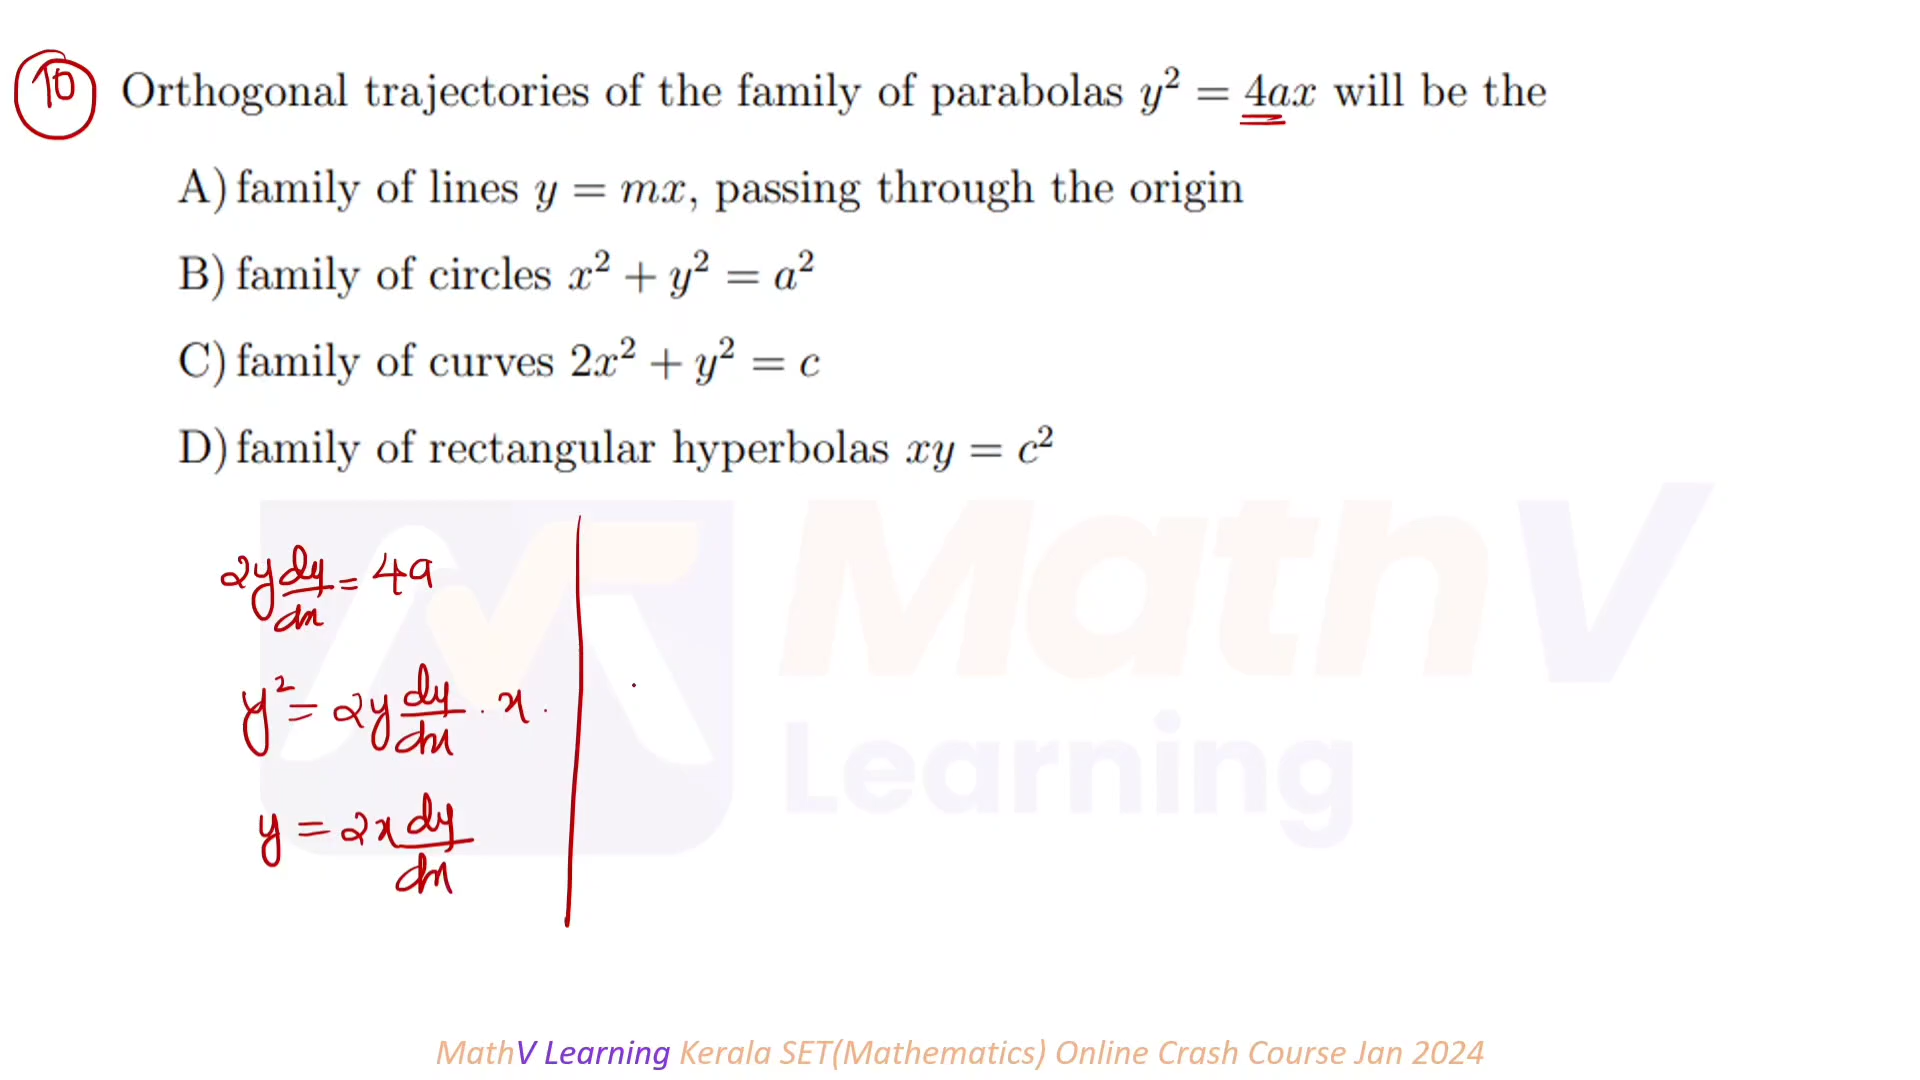 10 Orthogonal trajectories of the family of parabolas y² = 4ax will be the
A) family of lines y = mx, passing through the origin
B) family of circles x² + y² = a²
C) family of curves 2x² + y² = c
D) family of rectangular hyperbolas xy = c²
2y dy/dx = 4a
y² = 2y dy/dx . x .
y = 2x dy/dx
MathV
Learning
MathV Learning Kerala SET(Mathematics) Online Crash Course Jan 2024